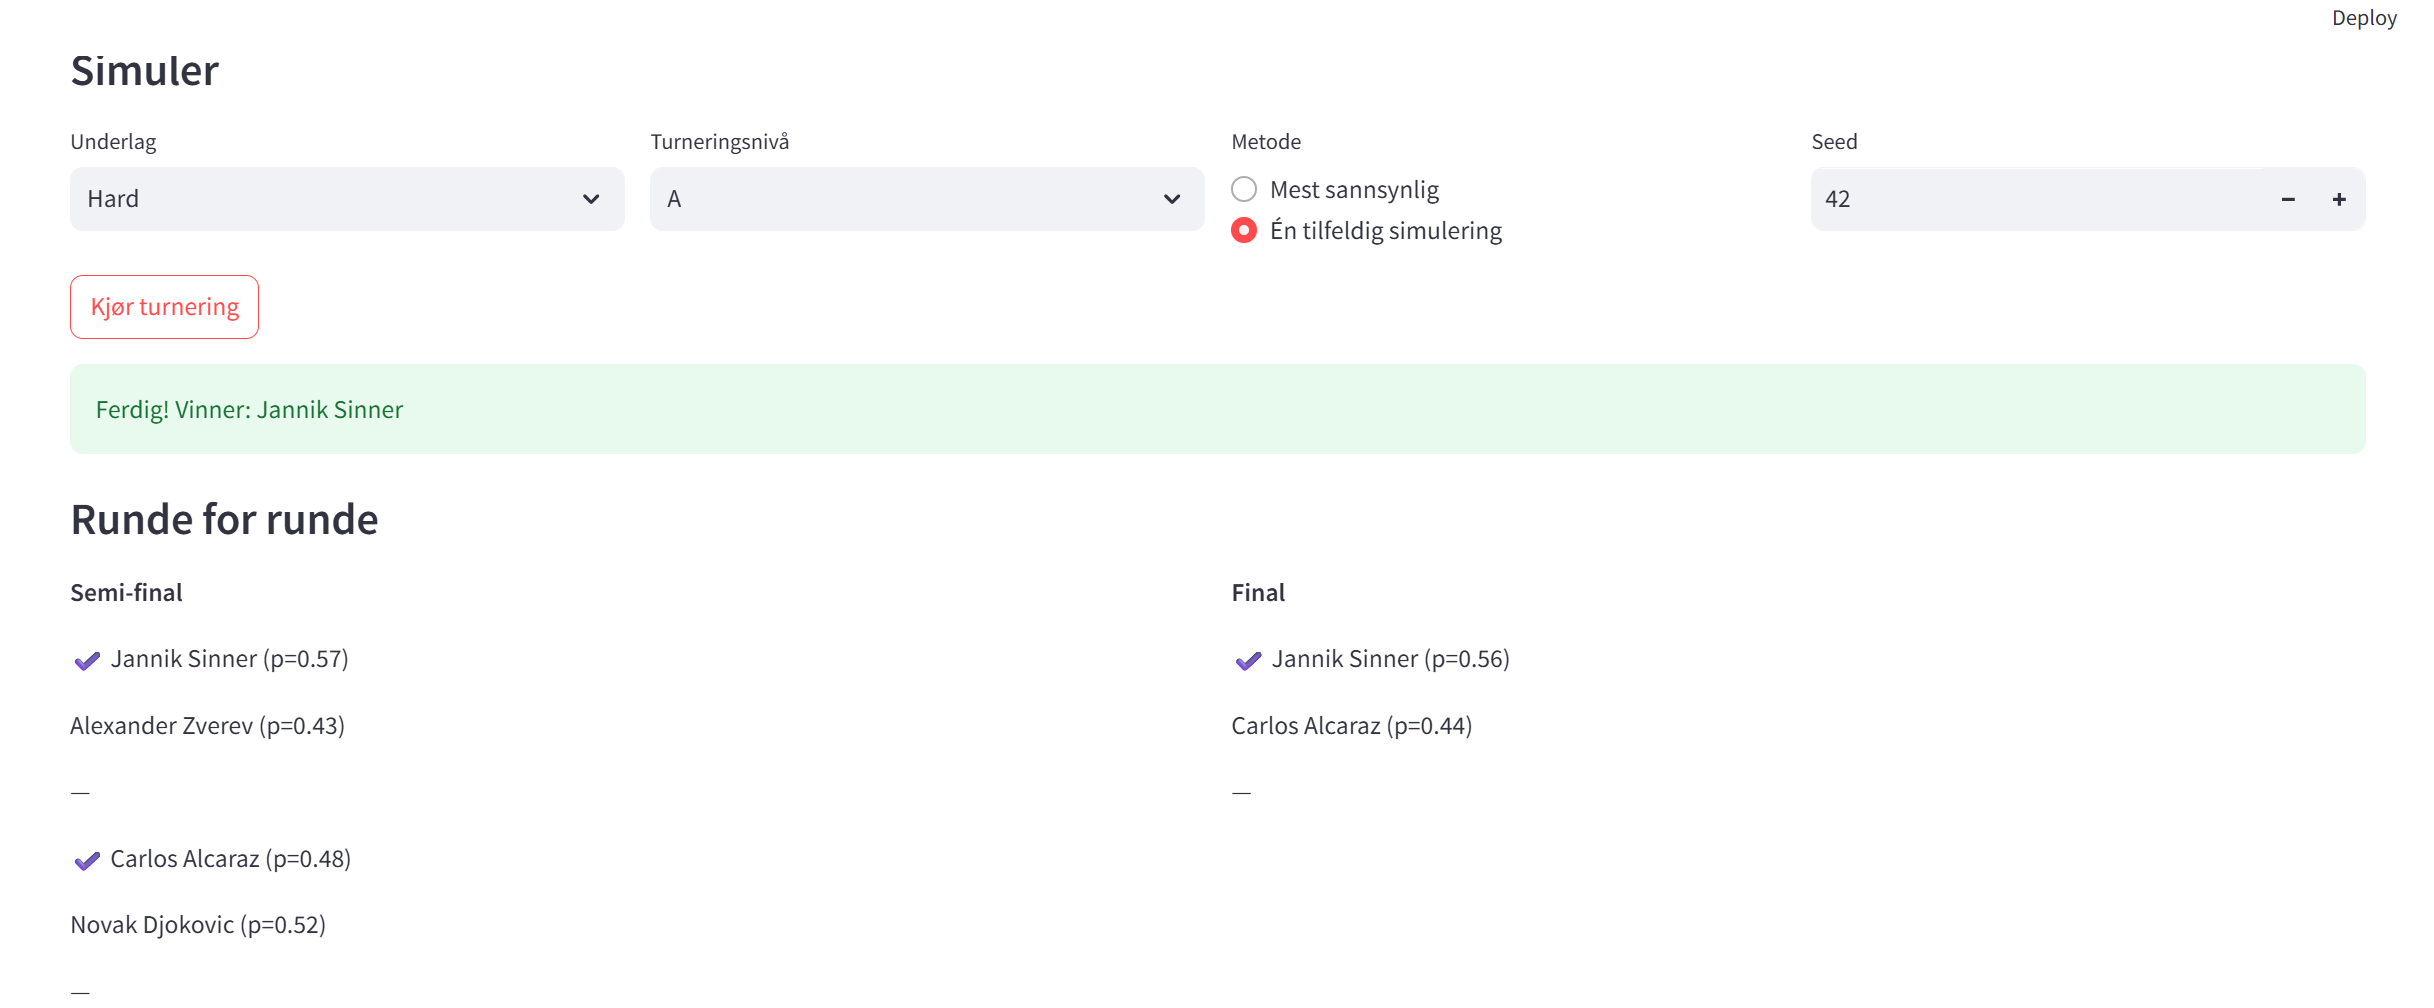 Deploy
Simuler
Underlag
Turneringsnivå
Metode
Seed
Hard
A
Mest sannsynlig
Én tilfeldig simulering
42
Kjør turnering
Ferdig! Vinner: Jannik Sinner
Runde for runde
Semi-final
Jannik Sinner (p=0.57)
Alexander Zverev (p=0.43)
—
Carlos Alcaraz (p=0.48)
Novak Djokovic (p=0.52)
—
Final
Jannik Sinner (p=0.56)
Carlos Alcaraz (p=0.44)
—